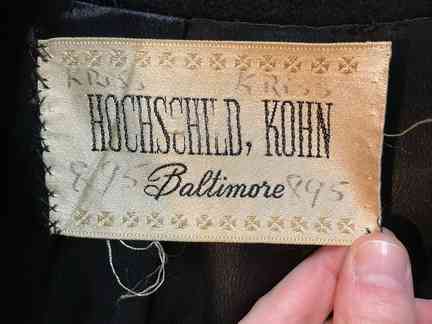 KRISS KRISS
HOCHSCHILD, KOHN
8/95 Baltimore 895